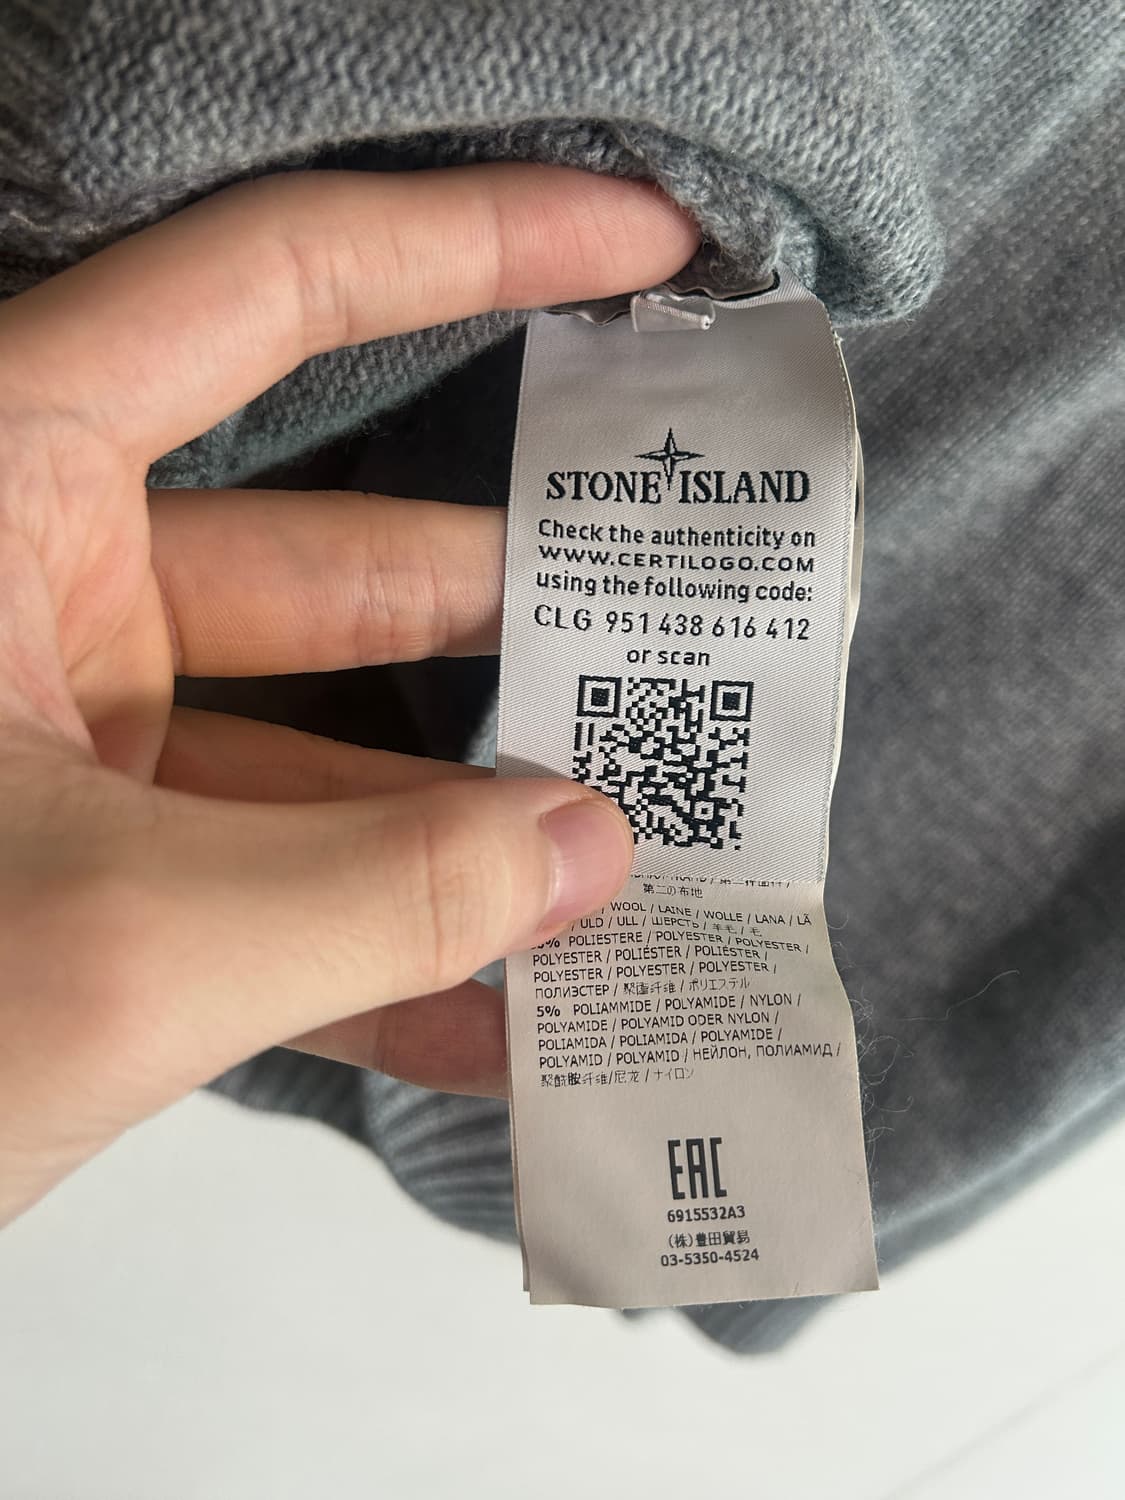 STONE ISLAND
Check the authenticity on
WWW.CERTILOGO.COM
using the following code:
CLG 951 438 616 412
or scan
第二の布地
/ WOOL / LAINE / WOLLE / LANA / LÃ
/ ULD / ULL / ШЕРСТЬ / 羊毛 / 毛
% POLIESTERE / POLYESTER / POLYESTER /
POLYESTER / POLIÉSTER / POLIÉSTER /
POLYESTER / POLYESTER / POLYESTER /
ПОЛИЭСТЕР / 聚酯纤维 / ポリエステル
5% POLIAMMIDE / POLYAMIDE / NYLON /
POLYAMIDE / POLYAMID ODER NYLON /
POLIAMIDA / POLIAMIDA / POLYAMIDE /
POLYAMID / POLYAMID / НЕЙЛОН, ПОЛИАМИД /
聚酰胺纤维/尼龙 / ナイロン
EAC
6915532A3
(株)豊田貿易
03-5350-4524